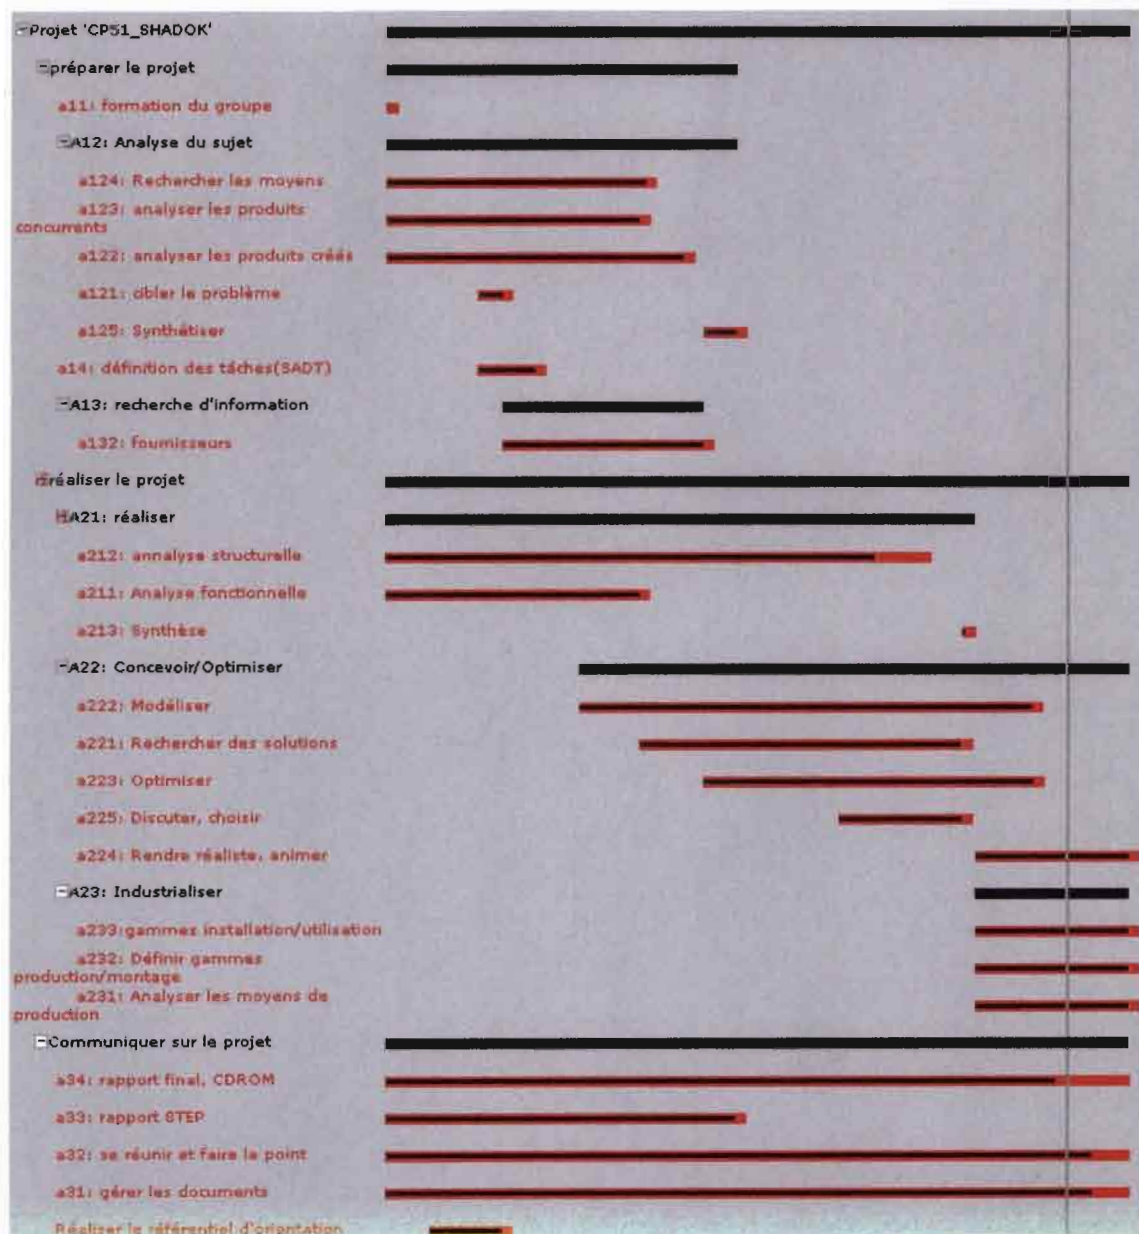 Projet 'CP51_SHADOK'
préparer le projet
a11: formation du groupe
A12: Analyse du sujet
a124: Rechercher les moyens
a123: analyser les produits
concurrents
a122: analyser les produits créés
a121: cibler le problème
a125: Synthétiser
a14: définition des tâches(SADT)
A13: recherche d'information
a132: fournisseurs
réaliser le projet
A21: réaliser
a212: annalyse structurelle
a211: Analyse fonctionnelle
a213: Synthèse
A22: Concevoir/Optimiser
a222: Modéliser
a221: Rechercher des solutions
a223: Optimiser
a225: Discuter, choisir
a224: Rendre réaliste, animer
A23: Industrialiser
a233:gammes installation/utilisation
a232: Définir gammes
production/montage
a231: Analyser les moyens de
production
Communiquer sur le projet
a34: rapport final, CDROM
a33: rapport STEP
a32: se réunir et faire le point
a31: gérer les documents
Réaliser le référentiel d'orientation